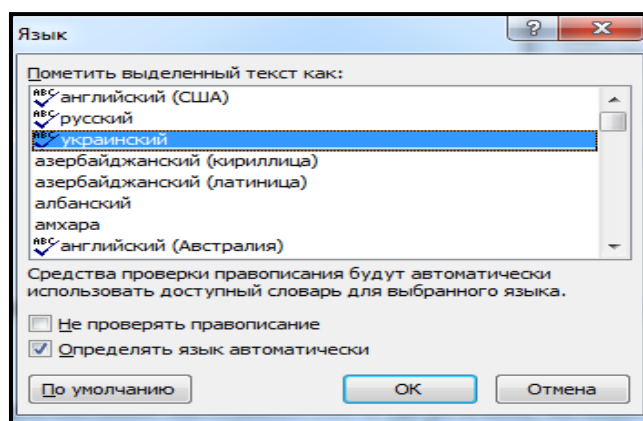 Язык
Пометить выделенный текст как:
ABC английский (США)
ABC русский
ABC украинский
азербайджанский (кириллица)
азербайджанский (латиница)
албанский
амхара
ABC английский (Австралия)
Средства проверки правописания будут автоматически
использовать доступный словарь для выбранного языка.
Не проверять правописание
Определять язык автоматически
По умолчанию ОК Отмена